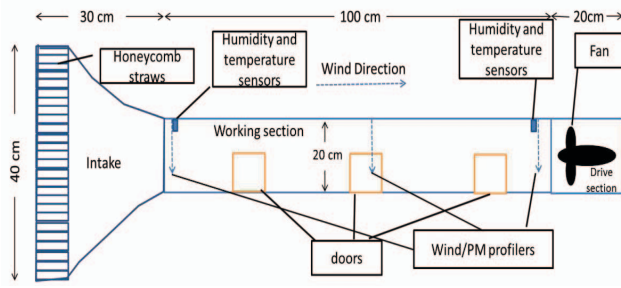 30 cm
100 cm
20cm
Honeycomb
straws
Humidity and
temperature
sensors
Wind Direction
Humidity and
temperature
sensors
Fan
40 cm
Intake
Working section
20 cm
Drive
section
doors
Wind/PM profilers